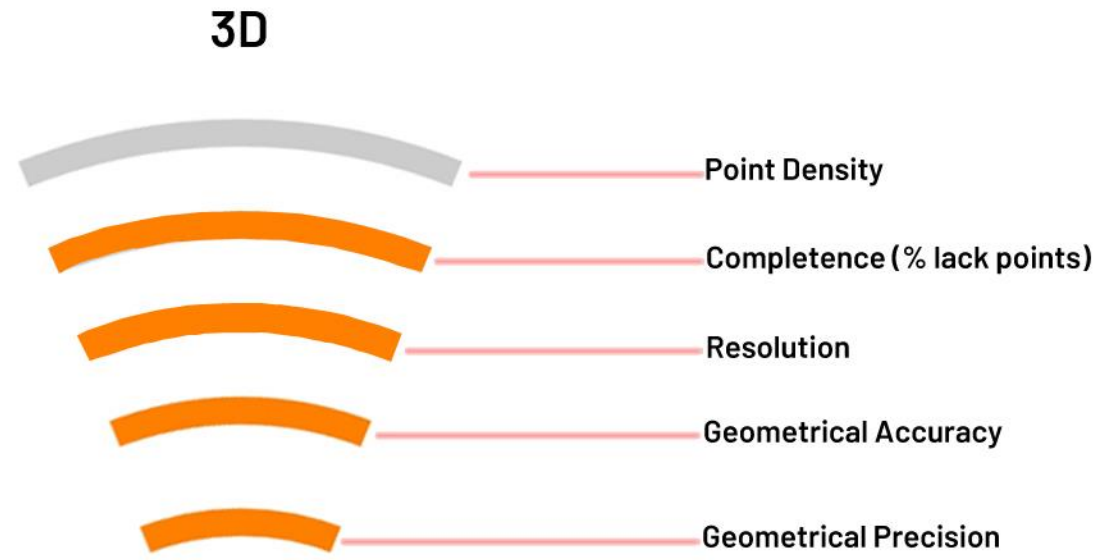 3D
Point Density
Completence (% lack points)
Resolution
Geometrical Accuracy
Geometrical Precision